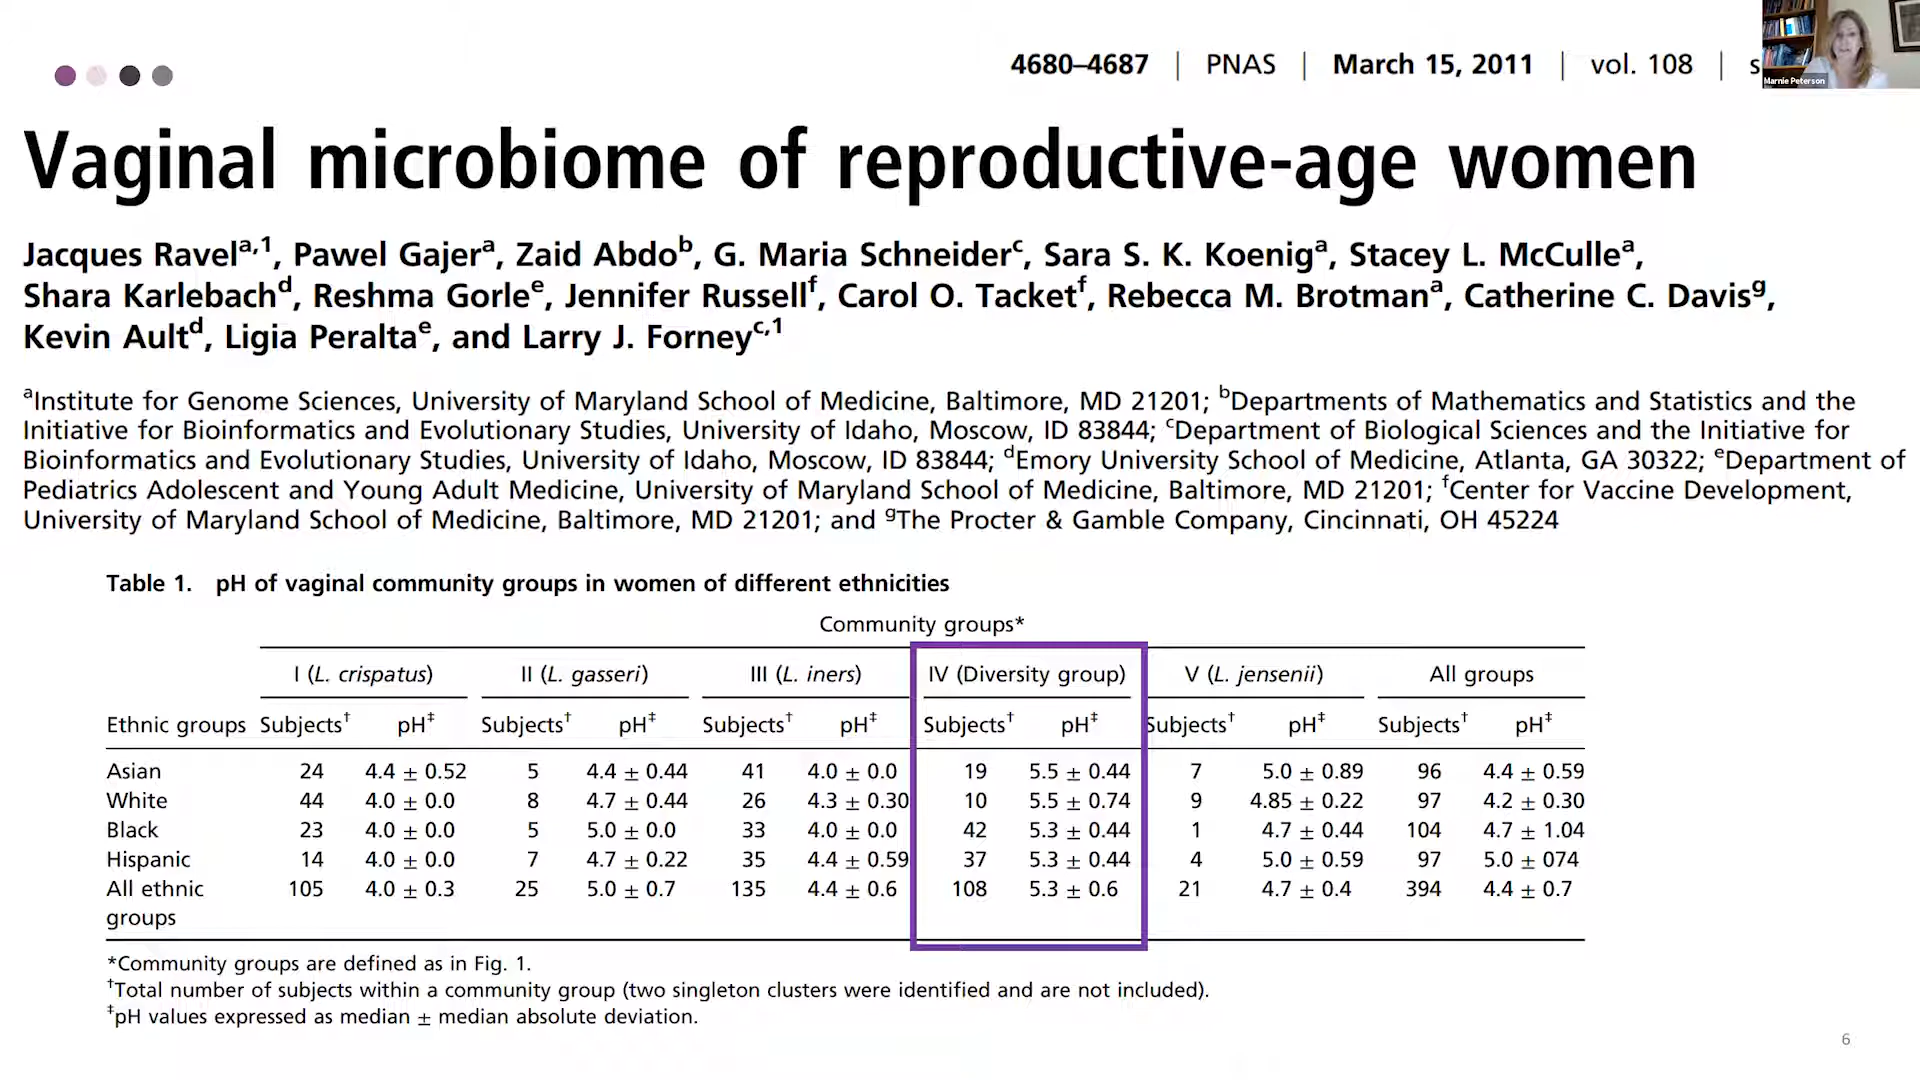 4680–4687 | PNAS | March 15, 2011 | vol. 108 | s
Marnie Peterson
Vaginal microbiome of reproductive-age women
Jacques Ravel^a,1, Pawel Gajer^a, Zaid Abdo^b, G. Maria Schneider^c, Sara S. K. Koenig^a, Stacey L. McCulle^a,
Shara Karlebach^d, Reshma Gorle^e, Jennifer Russell^f, Carol O. Tacket^f, Rebecca M. Brotman^a, Catherine C. Davis^g,
Kevin Ault^d, Ligia Peralta^e, and Larry J. Forney^c,1
^aInstitute for Genome Sciences, University of Maryland School of Medicine, Baltimore, MD 21201; ^bDepartments of Mathematics and Statistics and the
Initiative for Bioinformatics and Evolutionary Studies, University of Idaho, Moscow, ID 83844; ^cDepartment of Biological Sciences and the Initiative for
Bioinformatics and Evolutionary Studies, University of Idaho, Moscow, ID 83844; ^dEmory University School of Medicine, Atlanta, GA 30322; ^eDepartment of
Pediatrics Adolescent and Young Adult Medicine, University of Maryland School of Medicine, Baltimore, MD 21201; ^fCenter for Vaccine Development,
University of Maryland School of Medicine, Baltimore, MD 21201; and ^gThe Procter & Gamble Company, Cincinnati, OH 45224
Table 1. pH of vaginal community groups in women of different ethnicities
Community groups*
I (L. crispatus) II (L. gasseri) III (L. iners) IV (Diversity group) V (L. jensenii) All groups
Ethnic groups Subjects† pH‡ Subjects† pH‡ Subjects† pH‡ Subjects† pH‡ Subjects† pH‡ Subjects† pH‡
Asian 24 4.4 ± 0.52 5 4.4 ± 0.44 41 4.0 ± 0.0 19 5.5 ± 0.44 7 5.0 ± 0.89 96 4.4 ± 0.59
White 44 4.0 ± 0.0 8 4.7 ± 0.44 26 4.3 ± 0.30 10 5.5 ± 0.74 9 4.85 ± 0.22 97 4.2 ± 0.30
Black 23 4.0 ± 0.0 5 5.0 ± 0.0 33 4.0 ± 0.0 42 5.3 ± 0.44 1 4.7 ± 0.44 104 4.7 ± 1.04
Hispanic 14 4.0 ± 0.0 7 4.7 ± 0.22 35 4.4 ± 0.59 37 5.3 ± 0.44 4 5.0 ± 0.59 97 5.0 ± 074
All ethnic 105 4.0 ± 0.3 25 5.0 ± 0.7 135 4.4 ± 0.6 108 5.3 ± 0.6 21 4.7 ± 0.4 394 4.4 ± 0.7
groups
*Community groups are defined as in Fig. 1.
†Total number of subjects within a community group (two singleton clusters were identified and are not included).
‡pH values expressed as median ± median absolute deviation.
6